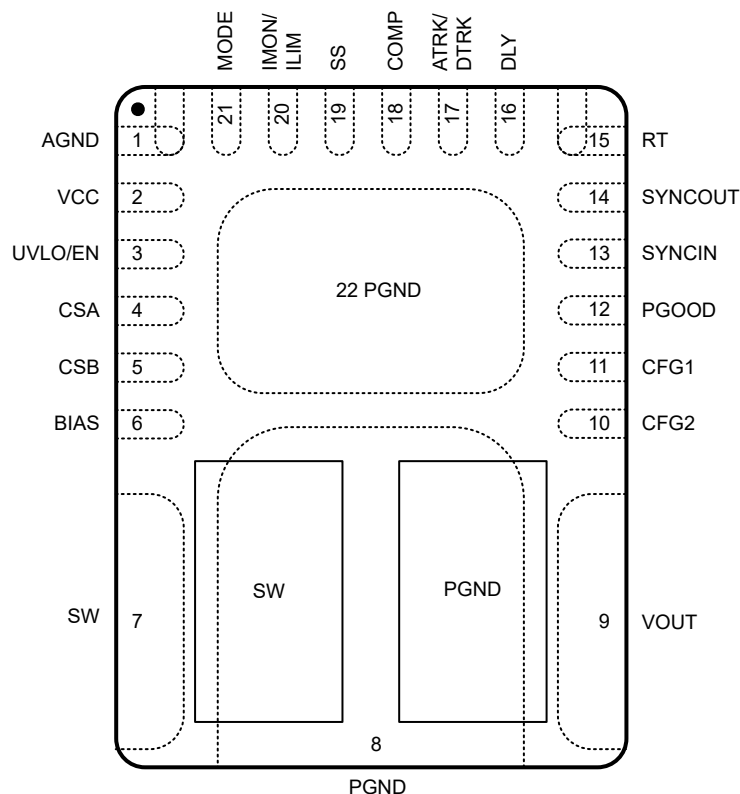 MODE
IMON/
ILIM
SS
COMP
ATRK/
DTRK
DLY
21
20
19
18
17
16
AGND 1 15 RT
VCC 2 14 SYNCOUT
UVLO/EN 3 13 SYNCIN
22 PGND
CSA 4 12 PGOOD
CSB 5 11 CFG1
BIAS 6 10 CFG2
SW 7 SW PGND 9 VOUT
8
PGND